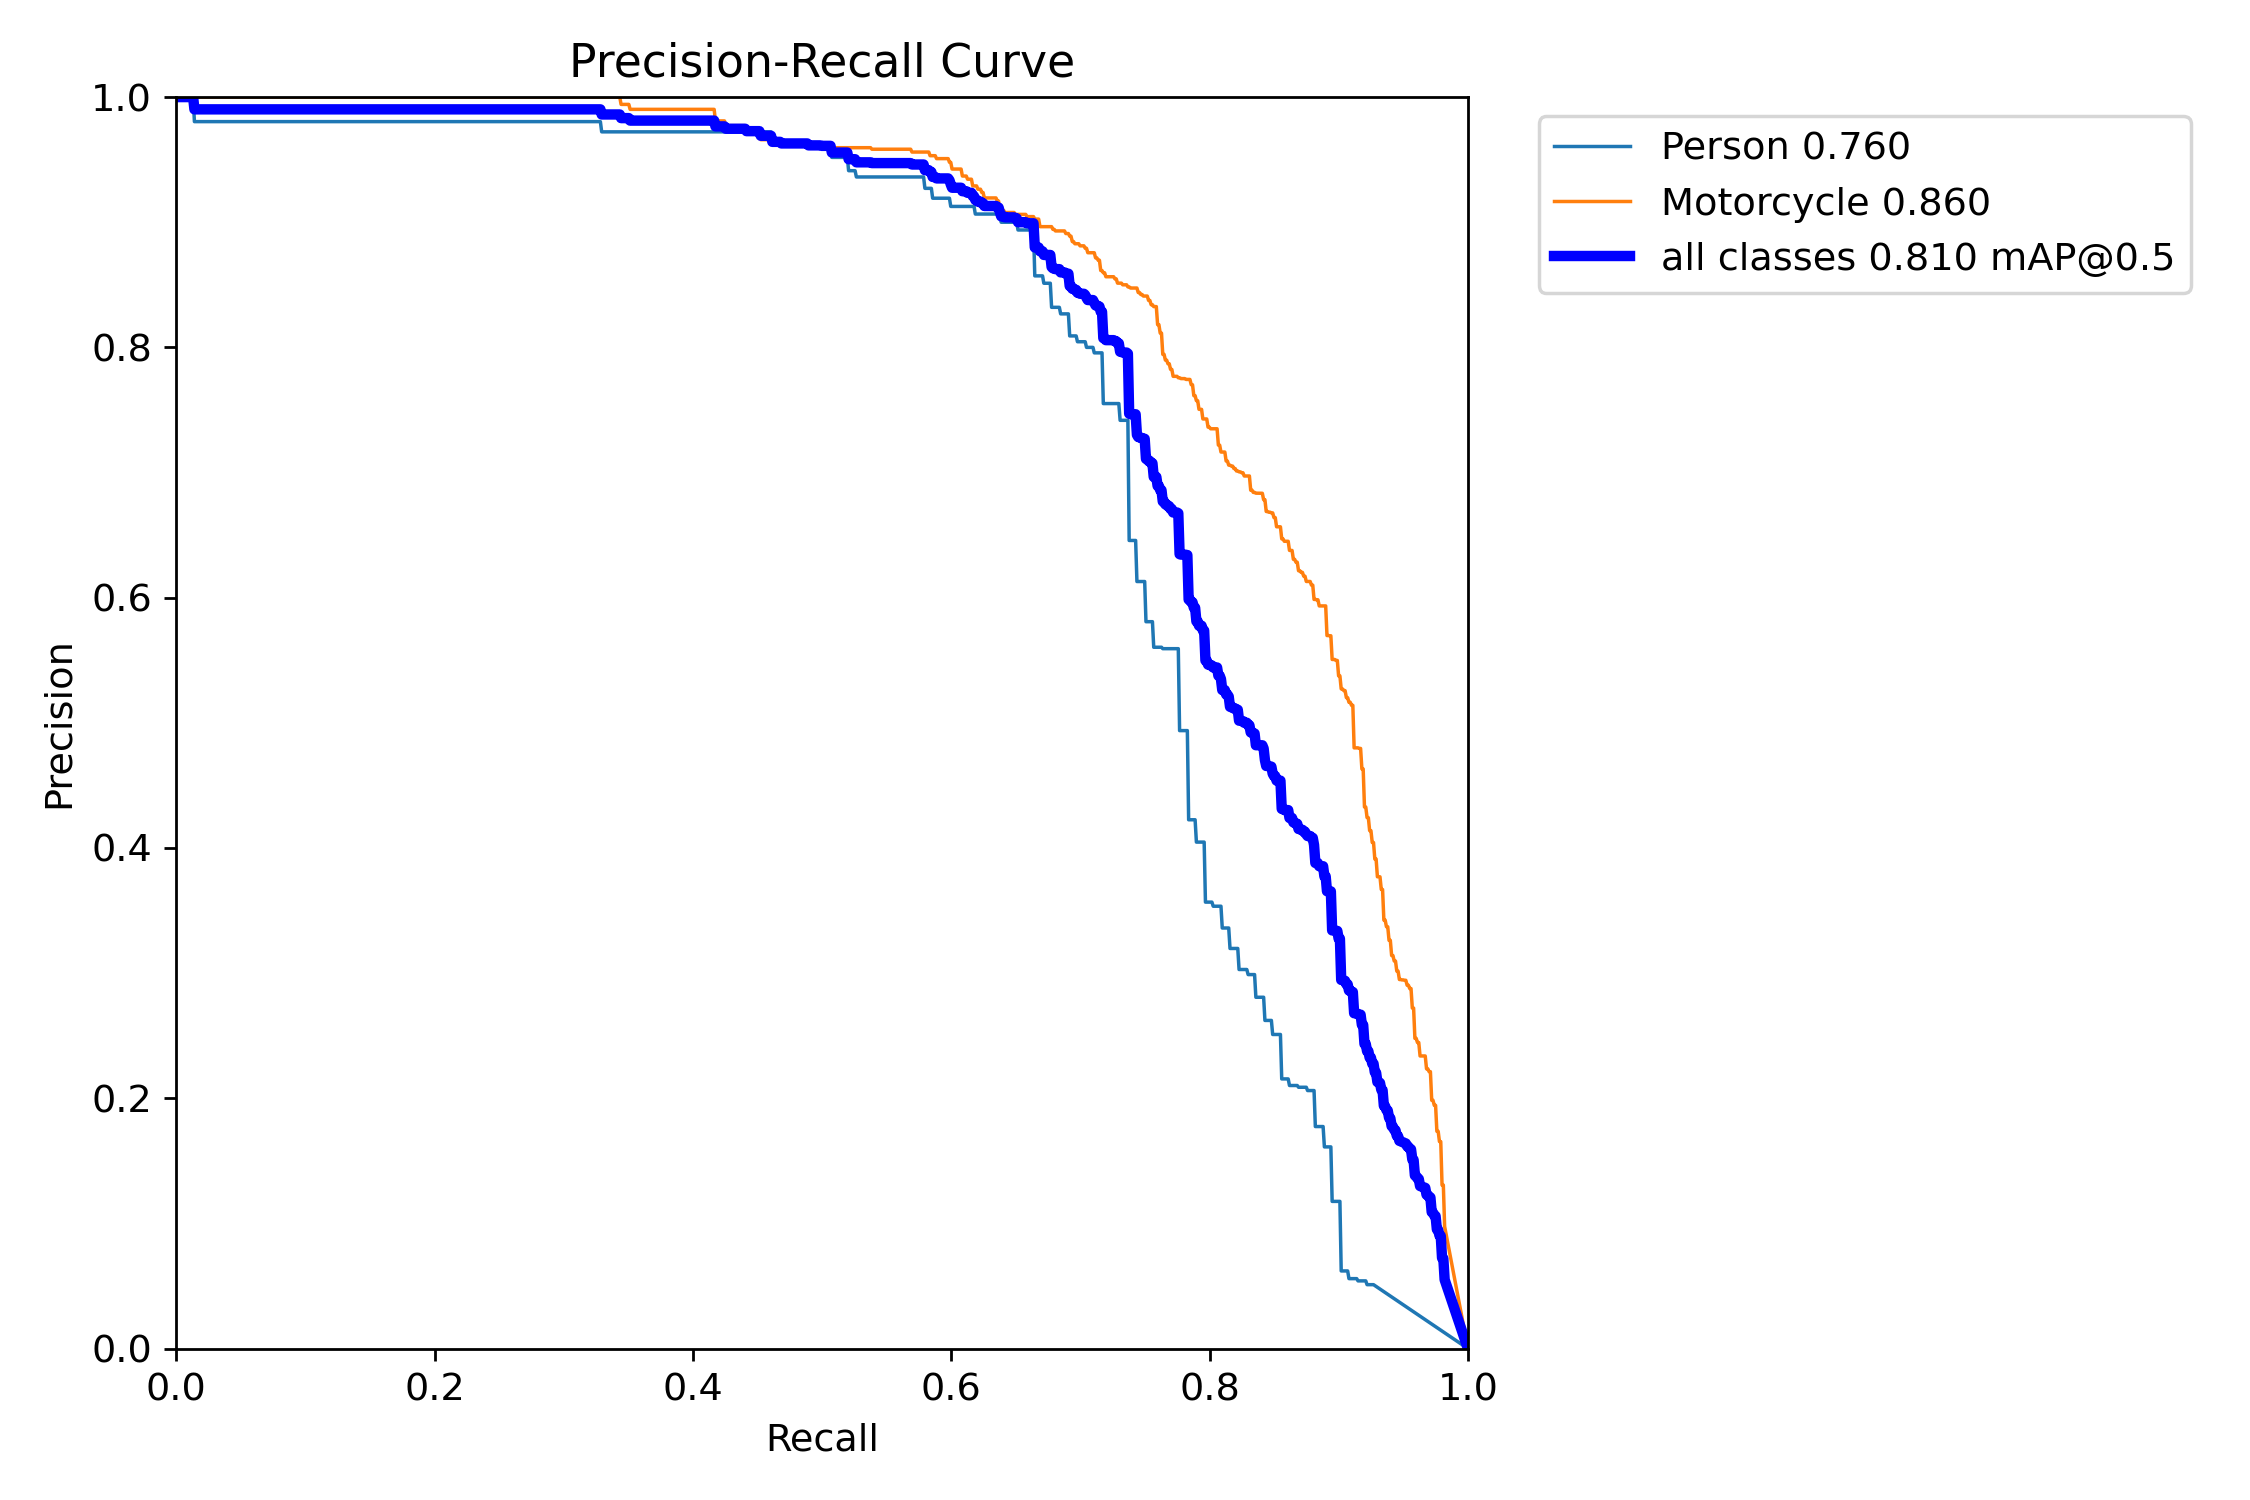 Precision-Recall Curve
Person 0.760
Motorcycle 0.860
all classes 0.810 mAP@0.5
1.0
0.8
0.6
0.4
0.2
0.0
Precision
0.0 0.2 0.4 0.6 0.8 1.0
Recall